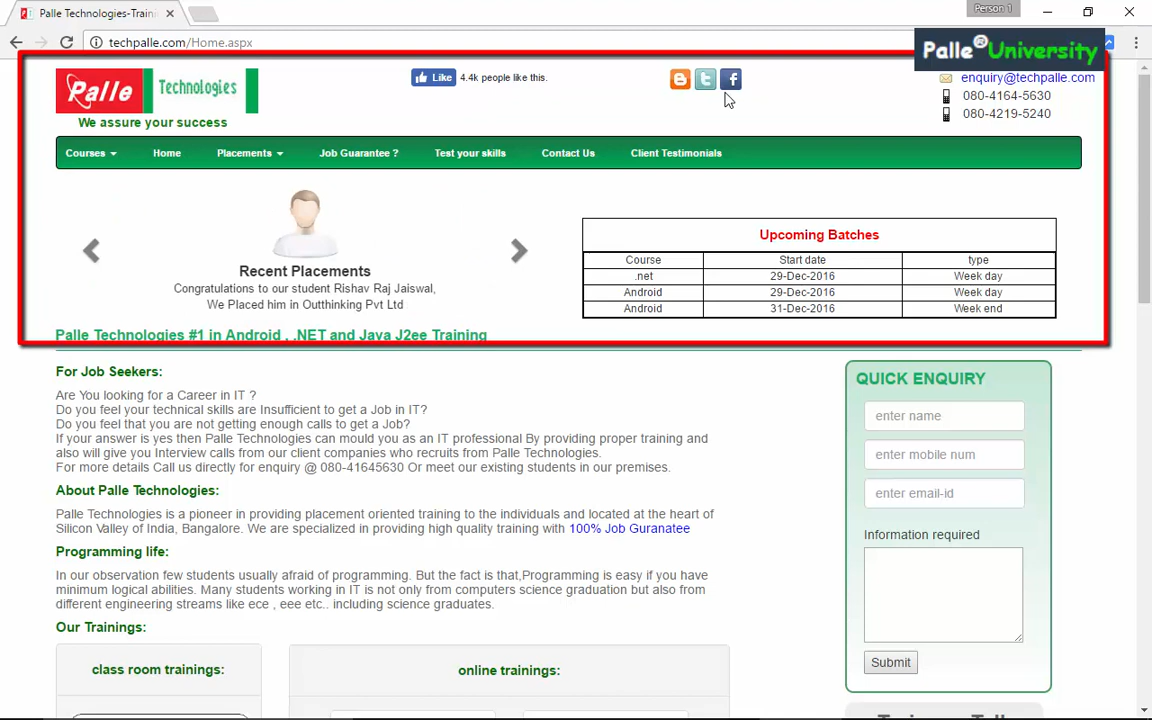 Palle Technologies-Traini
Person 1
techpalle.com/Home.aspx
Palle®University
Palle Technologies
We assure your success
Like 4.4k people like this.
enquiry@techpalle.com
080-4164-5630
080-4219-5240
Courses Home Placements Job Guarantee ? Test your skills Contact Us Client Testimonials
Recent Placements
Congratulations to our student Rishav Raj Jaiswal,
We Placed him in Outthinking Pvt Ltd
Upcoming Batches
Course Start date type
.net 29-Dec-2016 Week day
Android 29-Dec-2016 Week day
Android 31-Dec-2016 Week end
Palle Technologies #1 in Android , .NET and Java J2ee Training
For Job Seekers:
Are You looking for a Career in IT ?
Do you feel your technical skills are Insufficient to get a Job in IT?
Do you feel that you are not getting enough calls to get a Job?
If your answer is yes then Palle Technologies can mould you as an IT professional By providing proper training and
also will give you Interview calls from our client companies who recruits from Palle Technologies.
For more details Call us directly for enquiry @ 080-41645630 Or meet our existing students in our premises.
About Palle Technologies:
Palle Technologies is a pioneer in providing placement oriented training to the individuals and located at the heart of
Silicon Valley of India, Bangalore. We are specialized in providing high quality training with 100% Job Guranatee
Programming life:
In our observation few students usually afraid of programming. But the fact is that,Programming is easy if you have
minimum logical abilities. Many students working in IT is not only from computers science graduation but also from
different engineering streams like ece , eee etc.. including science graduates.
Our Trainings:
class room trainings:
online trainings:
QUICK ENQUIRY
enter name
enter mobile num
enter email-id
Information required
Submit